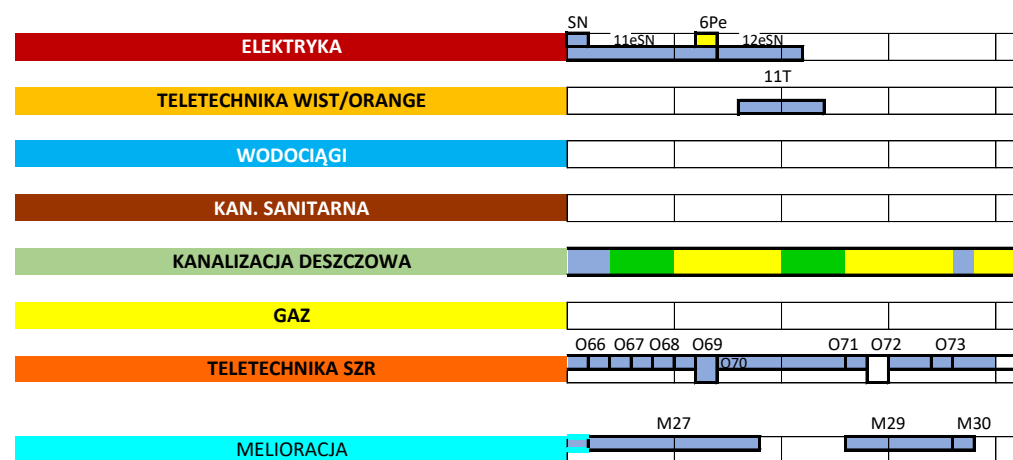 SN 6Pe
ELEKTRYKA 11eSN 12eSN
11T
TELETECHNIKA WIST/ORANGE
WODOCIĄGI
KAN. SANITARNA
KANALIZACJA DESZCZOWA
GAZ
O66 O67 O68 O69 O71 O72 O73
TELETECHNIKA SZR O70
M27 M29 M30
MELIORACJA